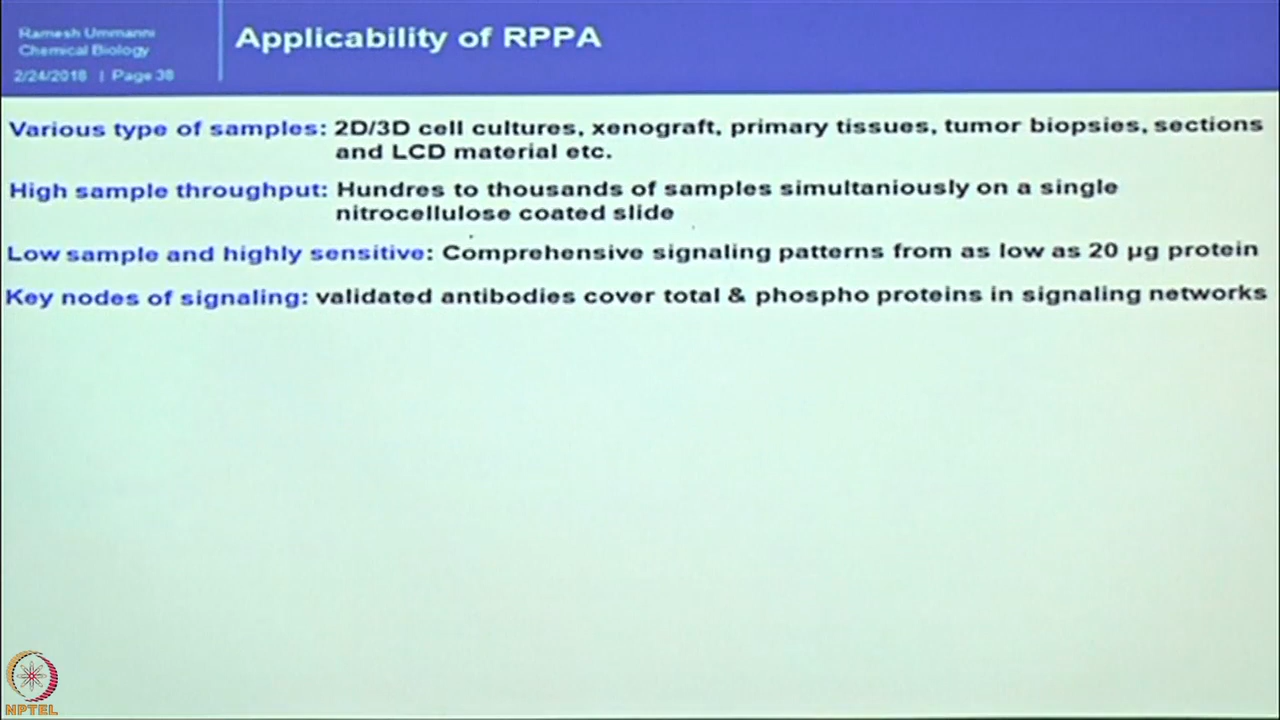 Ramesh Ummanni
Chemical Biology
2/24/2018 | Page 38
Applicability of RPPA
Various type of samples: 2D/3D cell cultures, xenograft, primary tissues, tumor biopsies, sections
and LCD material etc.
High sample throughput: Hundres to thousands of samples simultaniously on a single
nitrocellulose coated slide
Low sample and highly sensitive: Comprehensive signaling patterns from as low as 20 µg protein
Key nodes of signaling: validated antibodies cover total & phospho proteins in signaling networks
NPTEL